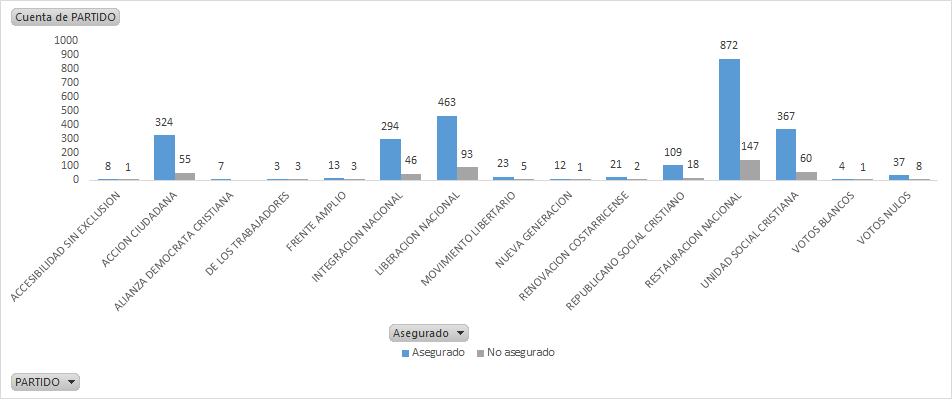 Cuenta de PARTIDO
1000
900
800
700
600
500
400
300
200
100
0
8 1
324 55
7
3 3
13 3
294 46
463 93
23 5
12 1
21 2
109 18
872 147
367 60
4 1
37 8
ACCESIBILIDAD SIN EXCLUSION
ACCION CIUDADANA
ALIANZA DEMOCRATA CRISTIANA
DE LOS TRABAJADORES
FRENTE AMPLIO
INTEGRACION NACIONAL
LIBERACION NACIONAL
MOVIMIENTO LIBERTARIO
NUEVA GENERACION
RENOVACION COSTARRICENSE
REPUBLICANO SOCIAL CRISTIANO
RESTAURACION NACIONAL
UNIDAD SOCIAL CRISTIANA
VOTOS BLANCOS
VOTOS NULOS
Asegurado
Asegurado No asegurado
PARTIDO